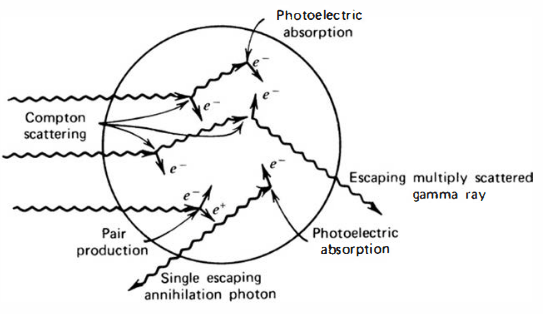 Photoelectric
absorption
e⁻
e⁻
e⁻
Compton
scattering
e⁻
e⁻
Escaping multiply scattered
gamma ray
e⁻
e⁺
Pair
production
Photoelectric
absorption
Single escaping
annihilation photon